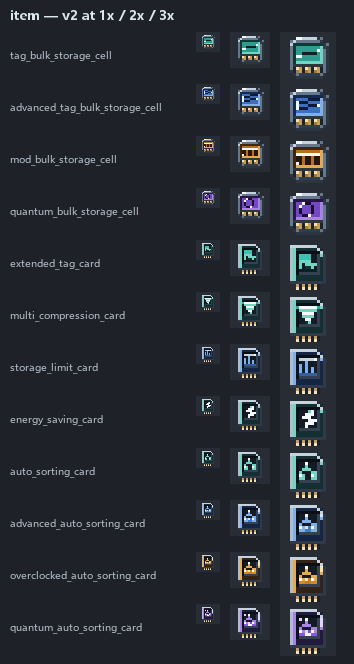 item — v2 at 1x / 2x / 3x
tag_bulk_storage_cell
advanced_tag_bulk_storage_cell
mod_bulk_storage_cell
quantum_bulk_storage_cell
extended_tag_card
multi_compression_card
storage_limit_card
energy_saving_card
auto_sorting_card
advanced_auto_sorting_card
overclocked_auto_sorting_card
quantum_auto_sorting_card